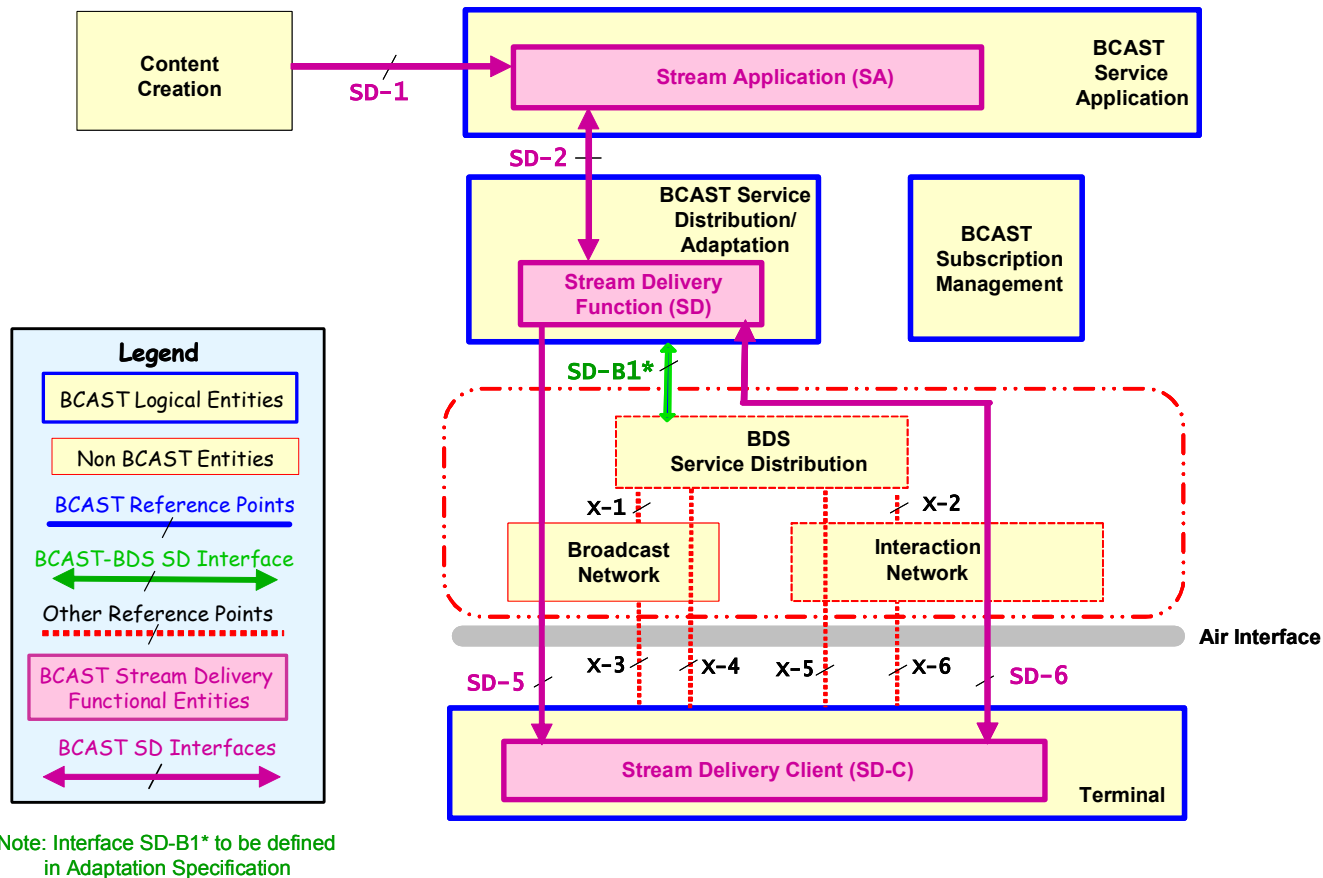 Content
Creation
SD-1
Stream Application (SA)
BCAST
Service
Application
SD-2
BCAST Service
Distribution/
Adaptation
Stream Delivery
Function (SD)
BCAST
Subscription
Management
Legend
BCAST Logical Entities
Non BCAST Entities
BCAST Reference Points
BCAST-BDS SD Interface
Other Reference Points
BCAST Stream Delivery
Functional Entities
BCAST SD Interfaces
SD-B1*
BDS
Service Distribution
X-1
X-2
Broadcast
Network
Interaction
Network
Air Interface
SD-5
X-3
X-4
X-5
X-6
SD-6
Stream Delivery Client (SD-C)
Terminal
Note: Interface SD-B1* to be defined
in Adaptation Specification